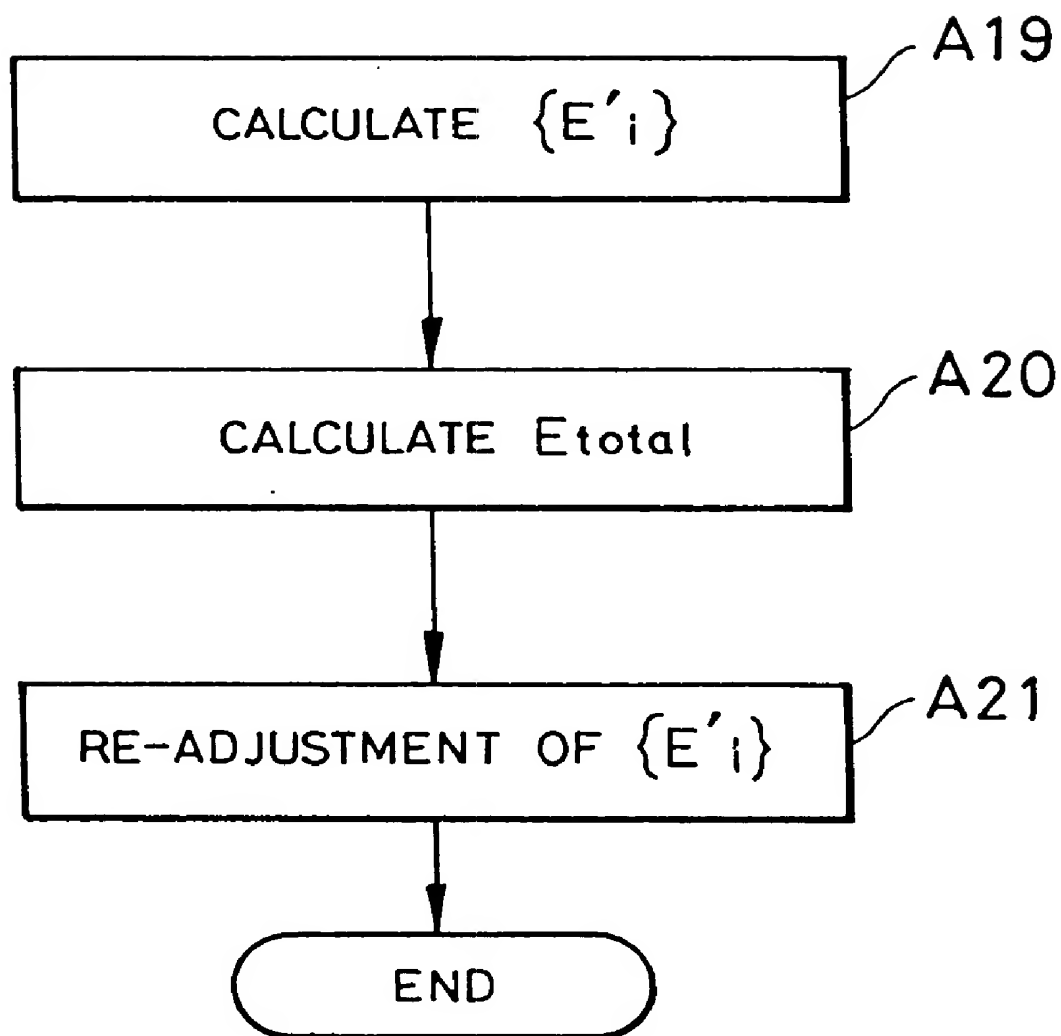 A19
CALCULATE {E′i}
A20
CALCULATE Etotal
A21
RE-ADJUSTMENT OF {E′i}
END